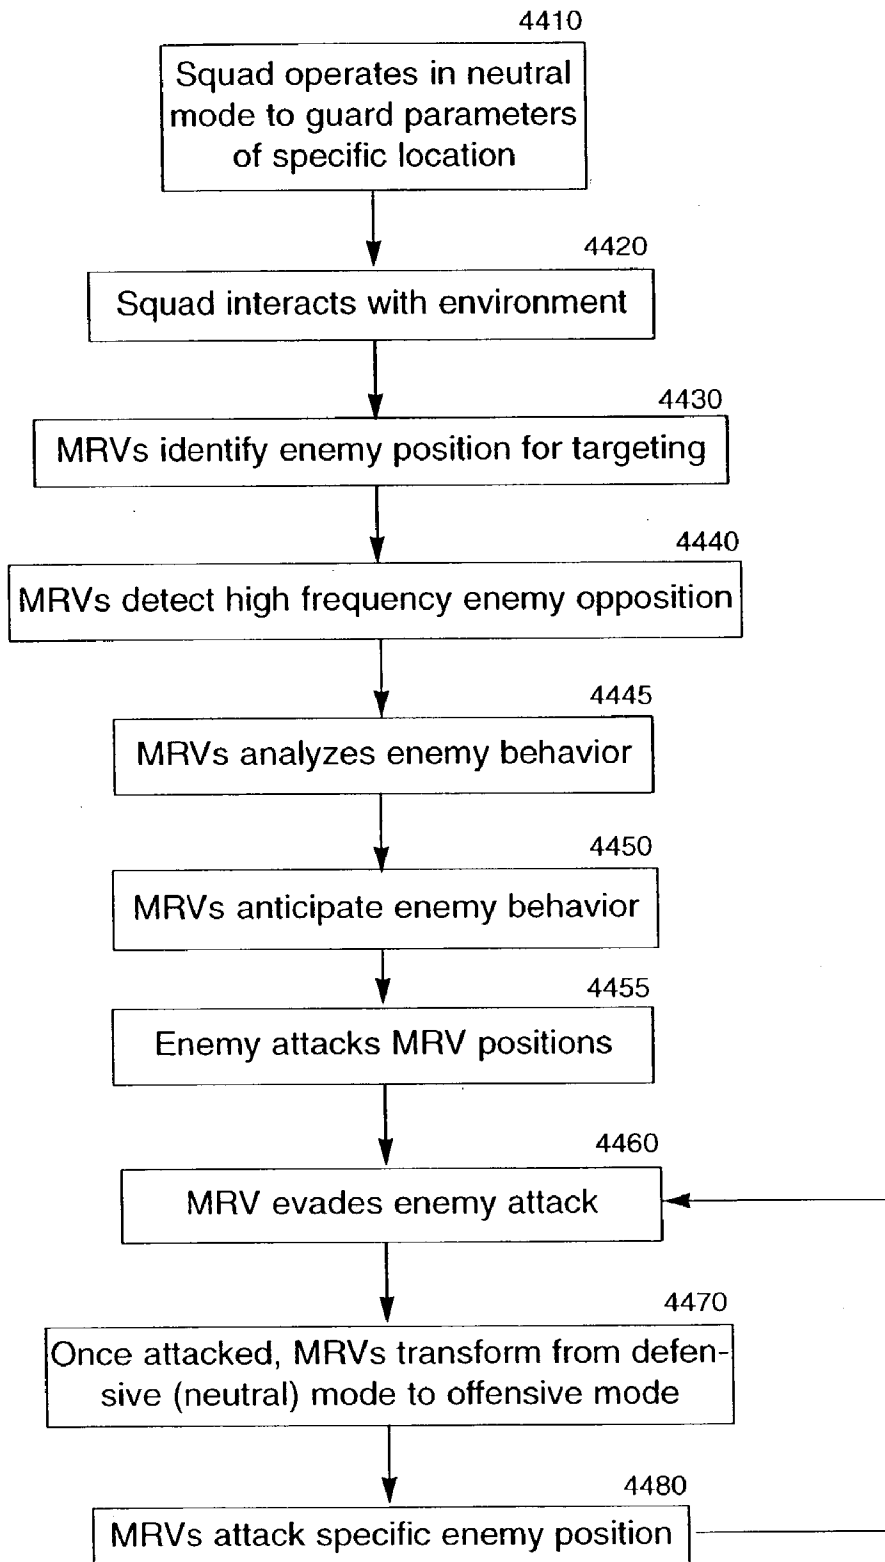 4410
Squad operates in neutral
mode to guard parameters
of specific location
4420
Squad interacts with environment
4430
MRVs identify enemy position for targeting
4440
MRVs detect high frequency enemy opposition
4445
MRVs analyzes enemy behavior
4450
MRVs anticipate enemy behavior
4455
Enemy attacks MRV positions
4460
MRV evades enemy attack
4470
Once attacked, MRVs transform from defen-
sive (neutral) mode to offensive mode
4480
MRVs attack specific enemy position